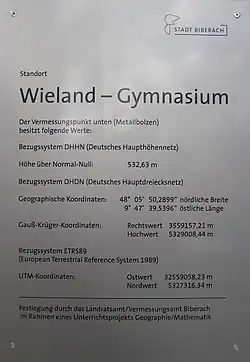 STADT BIBERACH
Standort
Wieland – Gymnasium
Der Vermessungspunkt unten (Metallbolzen)
besitzt folgende Werte:
Bezugssystem DHHN (Deutsches Haupthöhennetz)
Höhe über Normal-Null: 532,63 m
Bezugssystem DHDN (Deutsches Hauptdreiecksnetz)
Geographische Koordinaten: 48° 05' 50,2899" nördliche Breite
9° 47' 39,5396" östliche Länge
Gauß-Krüger-Koordinaten: Rechtswert 3559157,21 m
Hochwert 5329008,44 m
Bezugssystem ETRS89
(European Terrestrial Reference System 1989)
UTM-Koordinaten: Ostwert 32559058,23 m
Nordwert 5327316,34 m
Festlegung durch das Landratsamt/Vermessungsamt Biberach
im Rahmen eines Unterrichtsprojekts Geographie/Mathematik